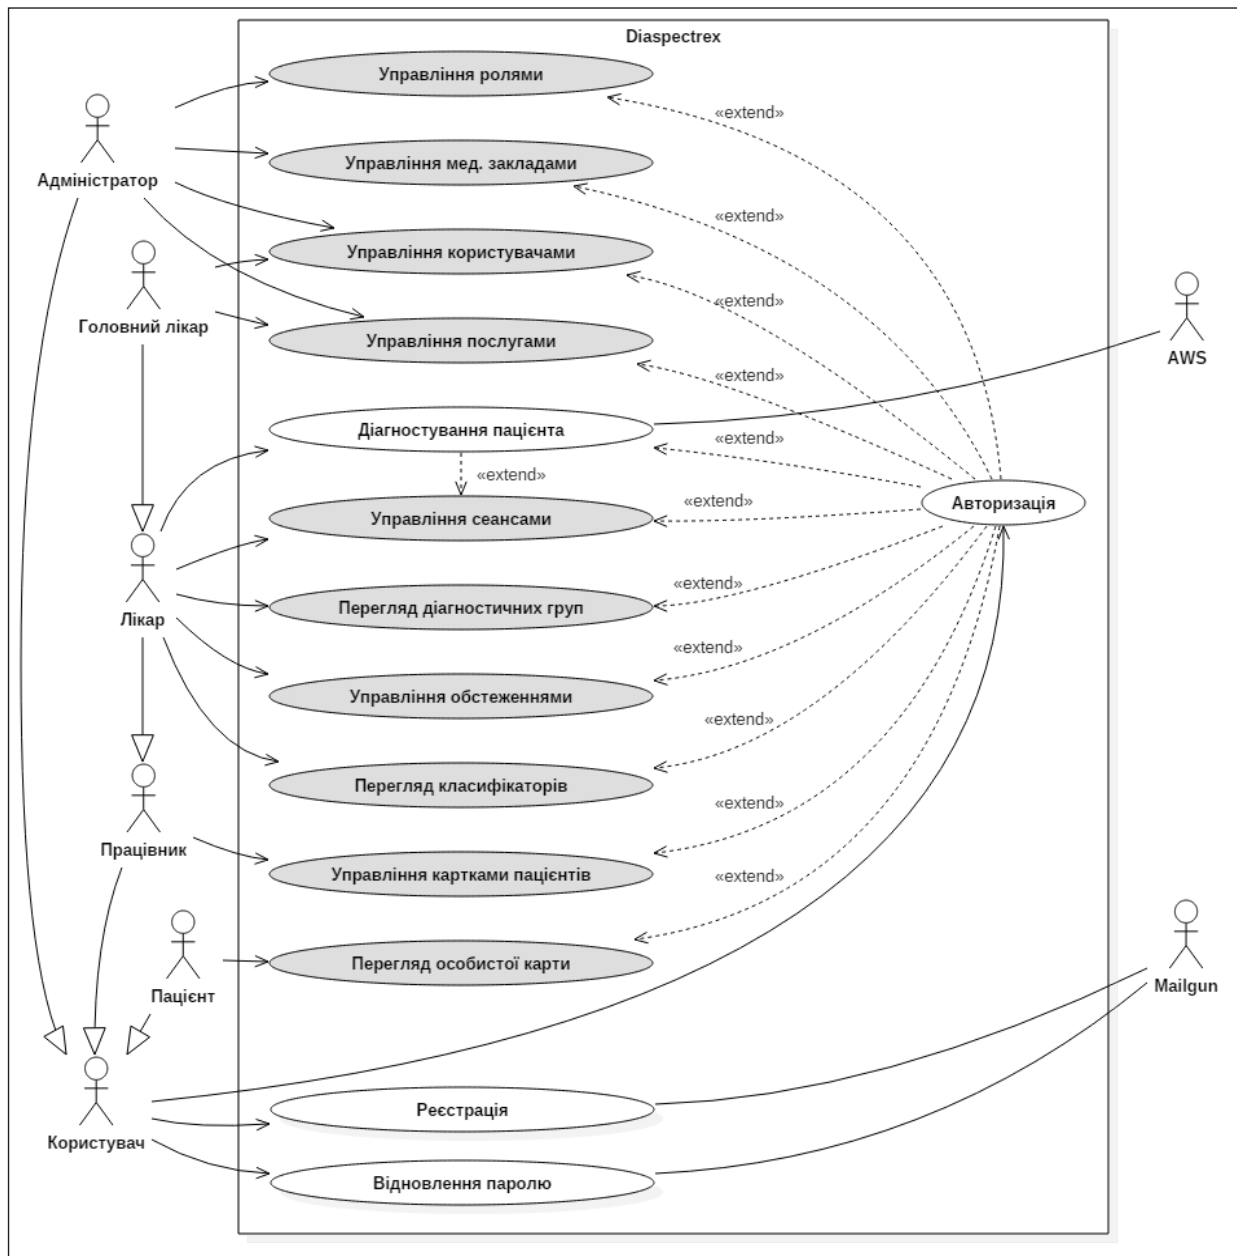 Diaspectrex
Управління ролями
«extend»
Адміністратор
Управління мед. закладами
«extend»
Управління користувачами
«extend»
Головний лікар
Управління послугами
«extend»
AWS
Діагностування пацієнта
«extend»
«extend»
Управління сеансами
«extend»
Авторизація
Лікар
Перегляд діагностичних груп
«extend»
«extend»
Управління обстеженнями
«extend»
Перегляд класифікаторів
«extend»
Працівник
Управління картками пацієнтів
«extend»
Пацієнт
Перегляд особистої карти
Mailgun
Користувач
Реєстрація
Відновлення паролю